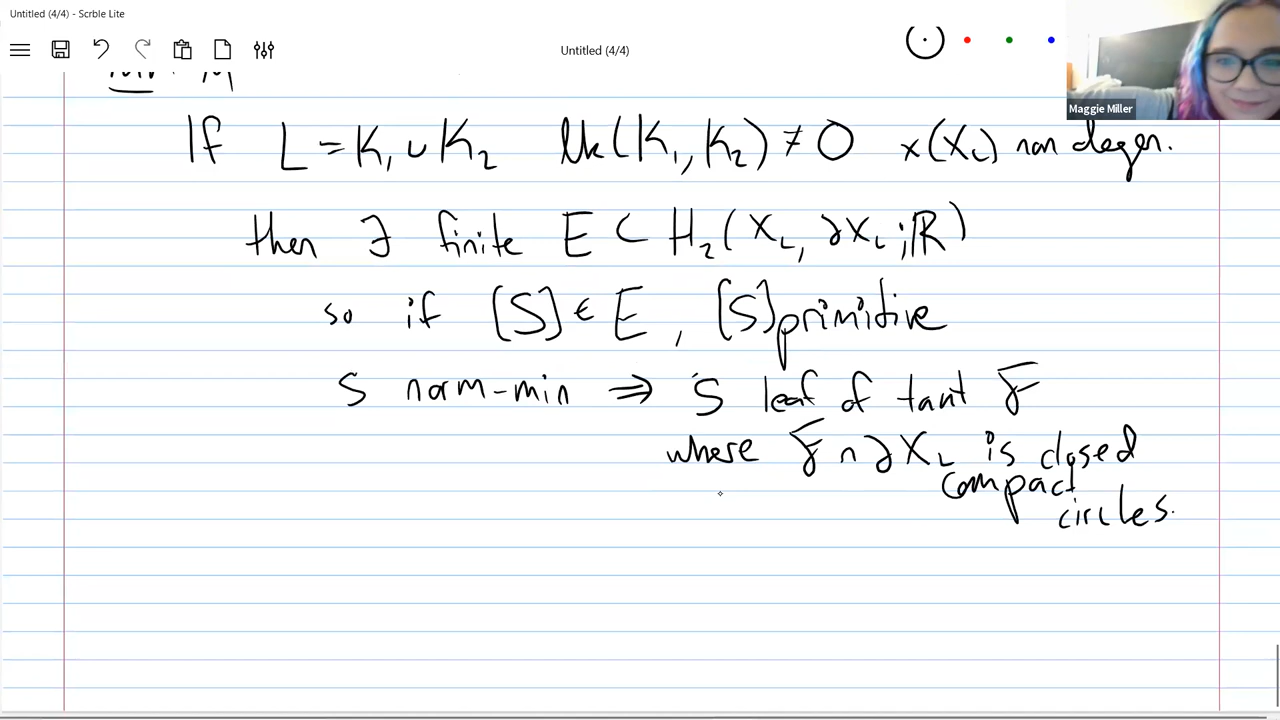 Untitled (4/4) - Scrble Lite
Untitled (4/4)
Maggie Miller
If L = K₁ ∪ K₂ lk(K₁, K₂) ≠ 0 x(X_L) non degen.
then ∃ finite E ⊂ H₂(X_L, ∂X_L; ℝ)
so if [S] ∈ E, [S] primitive
S norm-min ⇒ S leaf of taut F
where F ∩ ∂X_L is closed
compact
circles.